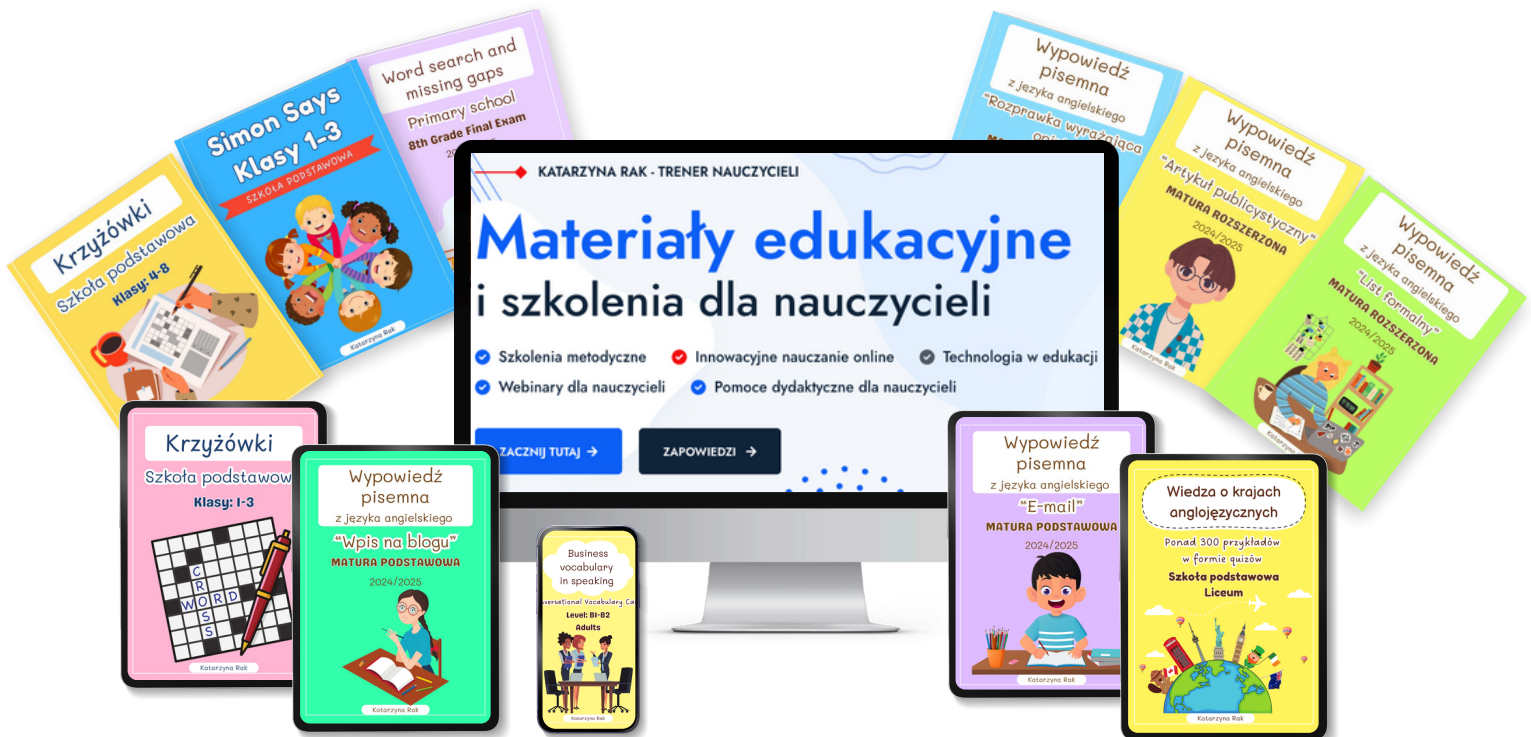 Word search and
missing gaps
Primary school
8th Grade Final Exam
Simon Says
Klasy 1-3
SZKOŁA PODSTAWOWA
Katarzyna Rak
Krzyżówki
Szkoła podstawowa
Klasy: 4-8
KATARZYNA RAK - TRENER NAUCZYCIELI
Materiały edukacyjne
i szkolenia dla nauczycieli
Szkolenia metodyczne
Innowacyjne nauczanie online
Technologia w edukacji
Webinary dla nauczycieli
Pomoce dydaktyczne dla nauczycieli
ZACZNIJ TUTAJ
ZAPOWIEDZI
Wypowiedź
pisemna
z języka angielskiego
"Rozprawka wyrażająca
Wypowiedź
pisemna
z języka angielskiego
"Artykuł publicystyczny"
MATURA ROZSZERZONA
2024/2025
Katarzyna Rak
Wypowiedź
pisemna
z języka angielskiego
"List formalny"
MATURA ROZSZERZONA
2024/2025
Krzyżówki
Szkoła podstawow
Klasy: 1-3
CROSS
WORD
Katarzyna Rak
Wypowiedź
pisemna
z języka angielskiego
"Wpis na blogu"
MATURA PODSTAWOWA
2024/2025
Katarzyna Rak
Business
vocabulary
in speaking
versational Vocabulary Ca
Level: B1-B2
Adults
Katarzyna Rak
Wypowiedź
pisemna
z języka angielskiego
"E-mail"
MATURA PODSTAWOWA
2024/2025
Katarzyna Rak
Wiedza o krajach
anglojęzycznych
Ponad 300 przykładów
w formie quizów
Szkoła podstawowa
Liceum
Katarzyna Rak